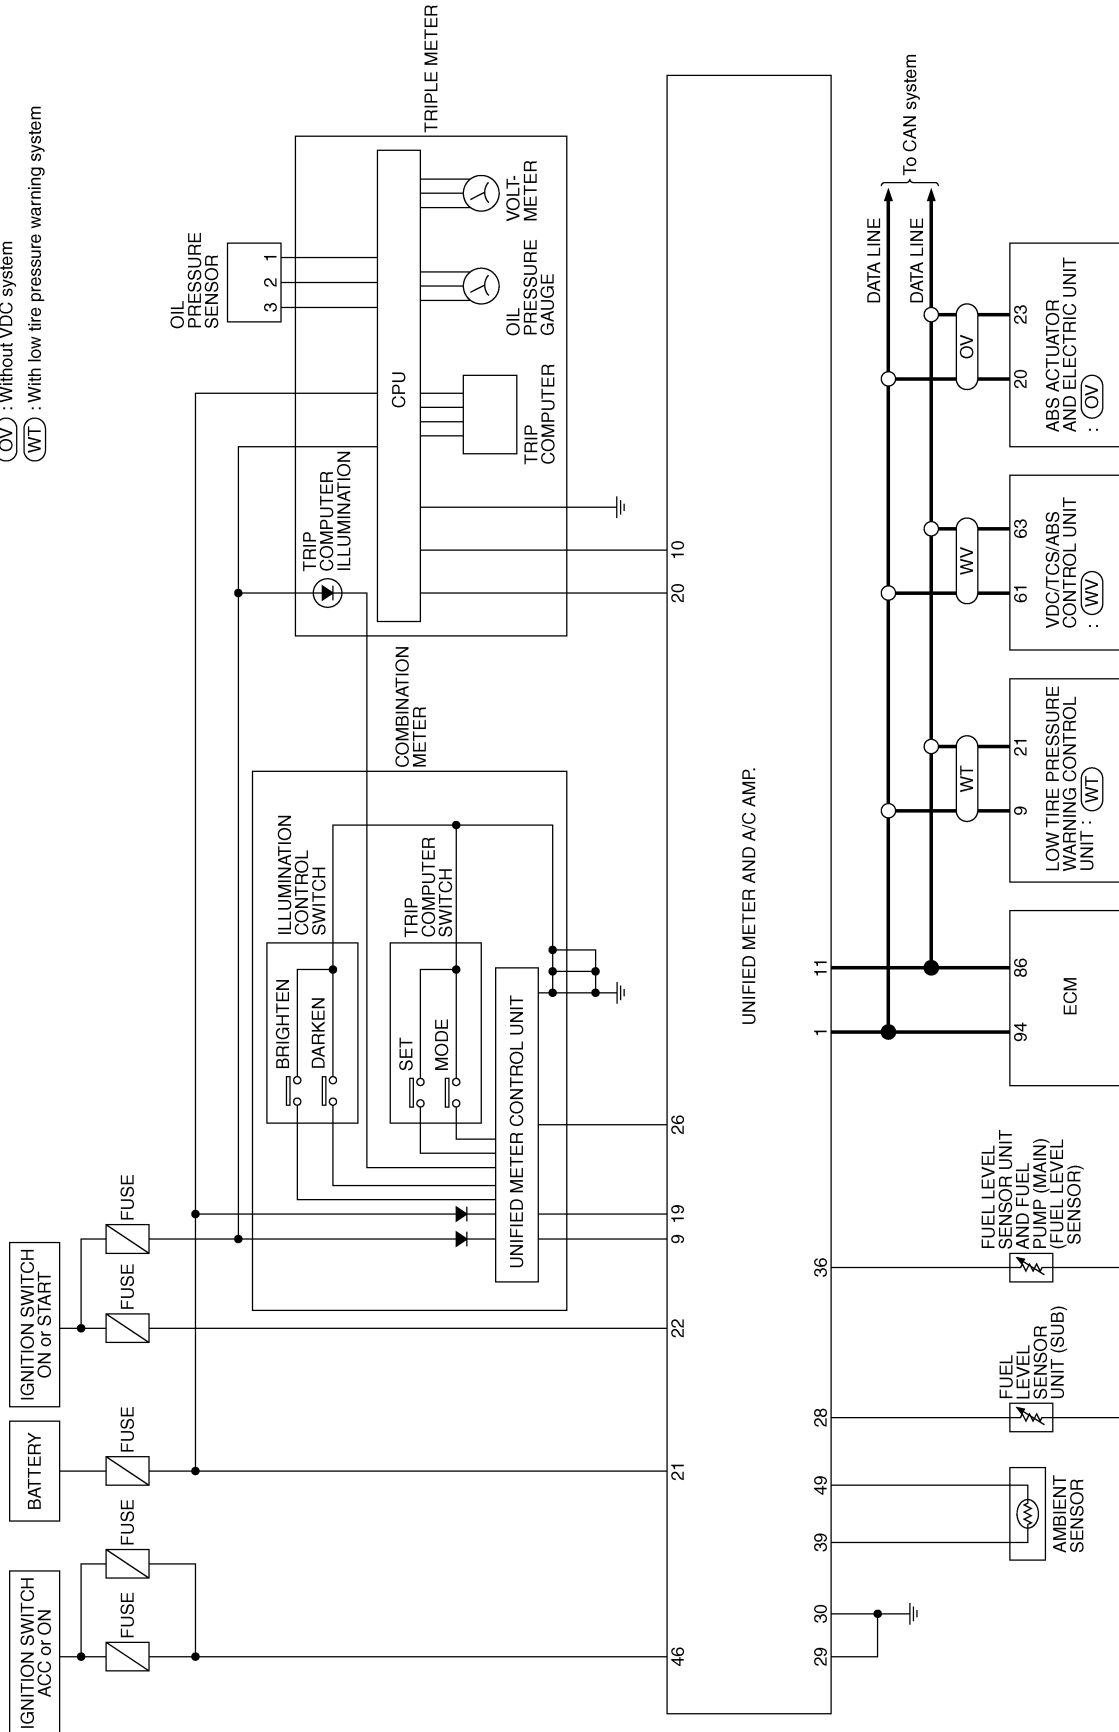 OV : Without VDC system
WT : With low tire pressure warning system
IGNITION SWITCH
ACC or ON
BATTERY
IGNITION SWITCH
ON or START
FUSE
FUSE
FUSE
FUSE
FUSE
OIL
PRESSURE
SENSOR
3
2
1
TRIPLE METER
TRIP
COMPUTER
ILLUMINATION
CPU
TRIP
COMPUTER
OIL
PRESSURE
GAUGE
VOLT-
METER
COMBINATION
METER
ILLUMINATION
CONTROL
SWITCH
BRIGHTEN
DARKEN
TRIP
COMPUTER
SWITCH
SET
MODE
UNIFIED METER CONTROL UNIT
46
21
22
9
19
26
20
10
UNIFIED METER AND A/C AMP.
29
30
39
49
28
36
1
11
DATA LINE
DATA LINE
To CAN system
WT
WV
OV
AMBIENT
SENSOR
FUEL
LEVEL
SENSOR
UNIT (SUB)
FUEL LEVEL
SENSOR UNIT
AND FUEL
PUMP (MAIN)
(FUEL LEVEL
SENSOR)
94
86
ECM
9
21
LOW TIRE PRESSURE
WARNING CONTROL
UNIT : WT
61
63
VDC/TCS/ABS
CONTROL UNIT
: WV
20
23
ABS ACTUATOR
AND ELECTRIC UNIT
: OV